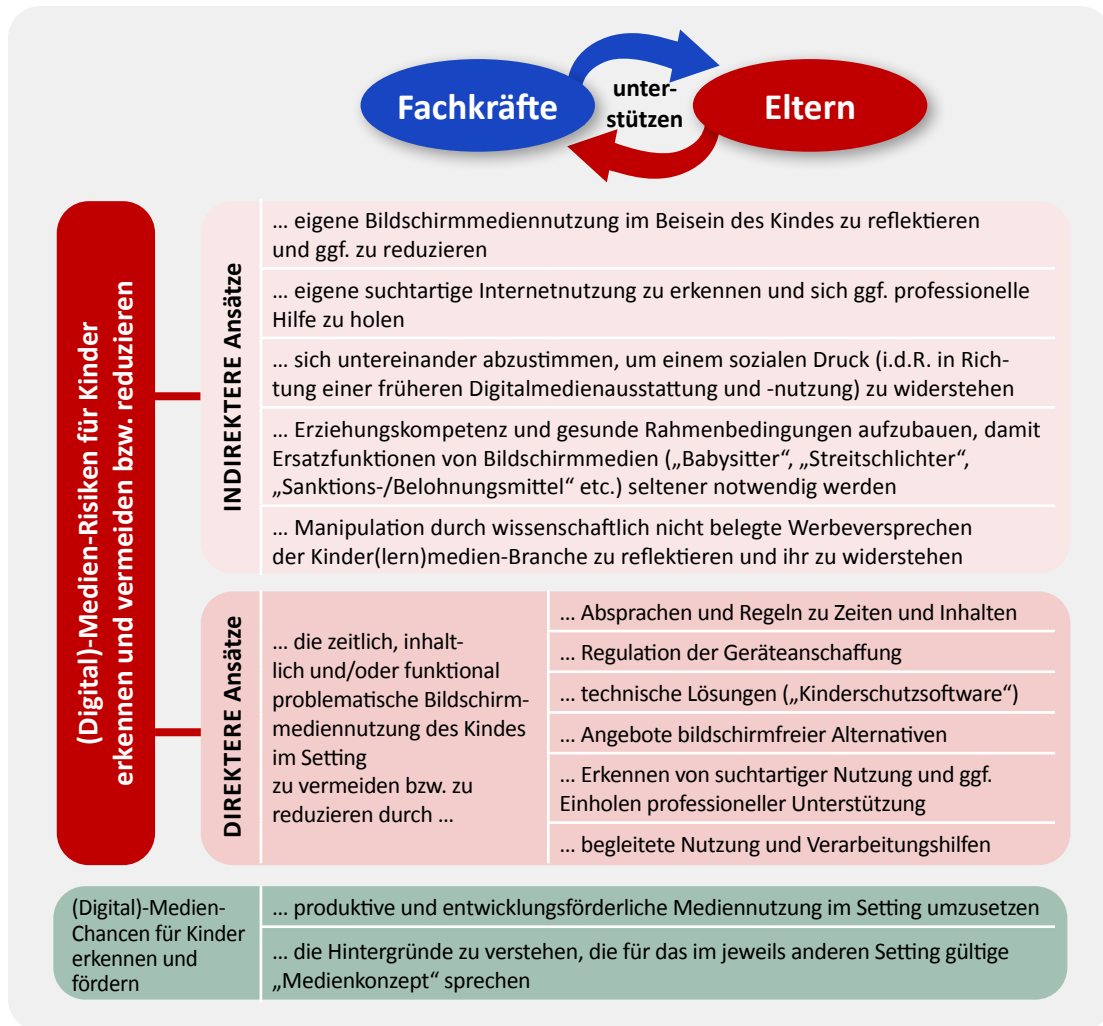 Fachkräfte
unter-
stützen
Eltern
(Digital)-Medien-Risiken für Kinder
erkennen und vermeiden bzw. reduzieren
INDIREKTERE Ansätze
... eigene Bildschirmmediennutzung im Beisein des Kindes zu reflektieren
und ggf. zu reduzieren
... eigene suchtartige Internetnutzung zu erkennen und sich ggf. professionelle
Hilfe zu holen
... sich untereinander abzustimmen, um einem sozialen Druck (i.d.R. in Rich-
tung einer früheren Digitalmedienausstattung und -nutzung) zu widerstehen
... Erziehungskompetenz und gesunde Rahmenbedingungen aufzubauen, damit
Ersatzfunktionen von Bildschirmmedien („Babysitter“, „Streitschlichter“,
„Sanktions-/Belohnungsmittel“ etc.) seltener notwendig werden
... Manipulation durch wissenschaftlich nicht belegte Werbeversprechen
der Kinder(lern)medien-Branche zu reflektieren und ihr zu widerstehen
DIREKTERE Ansätze
... die zeitlich, inhalt-
lich und/oder funktional
problematische Bildschirm-
mediennutzung des Kindes
im Setting
zu vermeiden bzw. zu
reduzieren durch ...
... Absprachen und Regeln zu Zeiten und Inhalten
... Regulation der Geräteanschaffung
... technische Lösungen („Kinderschutzsoftware“)
... Angebote bildschirmfreier Alternativen
... Erkennen von suchtartiger Nutzung und ggf.
Einholen professioneller Unterstützung
... begleitete Nutzung und Verarbeitungshilfen
(Digital)-Medien-
Chancen für Kinder
erkennen und
fördern
... produktive und entwicklungsförderliche Mediennutzung im Setting umzusetzen
... die Hintergründe zu verstehen, die für das im jeweils anderen Setting gültige
„Medienkonzept“ sprechen